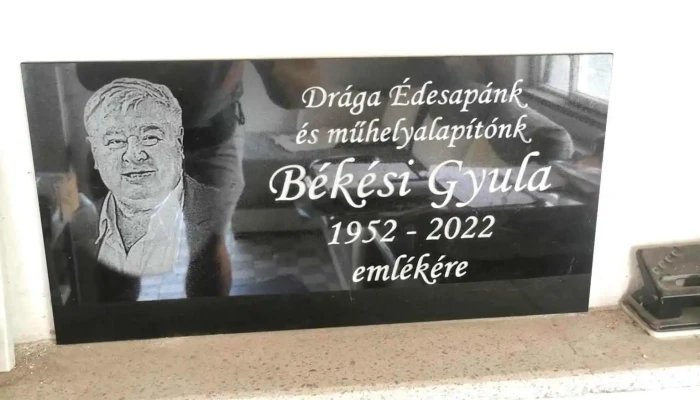 Drága Édesapánk
és műhelyalapítónk
Békési Gyula
1952 - 2022
emlékére